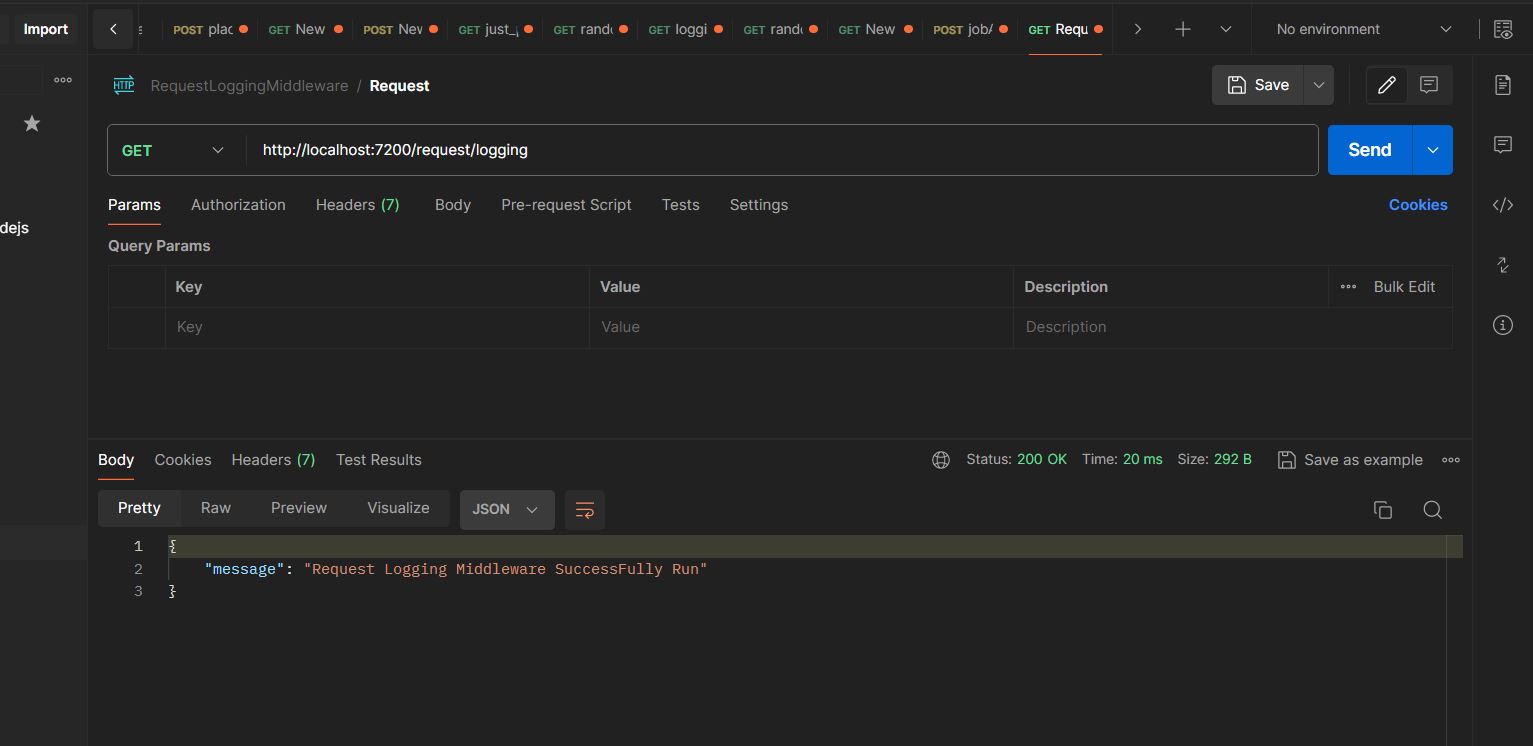 Import
POST plac GET New POST Nev GET just_ GET rand GET loggi GET rand GET New POST job/ GET Requ No environment
HTTP RequestLoggingMiddleware / Request Save
GET http://localhost:7200/request/logging Send
Params Authorization Headers (7) Body Pre-request Script Tests Settings Cookies
dejs
Query Params
Key Value Description Bulk Edit
Key Value Description
Body Cookies Headers (7) Test Results Status: 200 OK Time: 20 ms Size: 292 B Save as example
Pretty Raw Preview Visualize JSON
1 {
2 "message": "Request Logging Middleware SuccessFully Run"
3 }